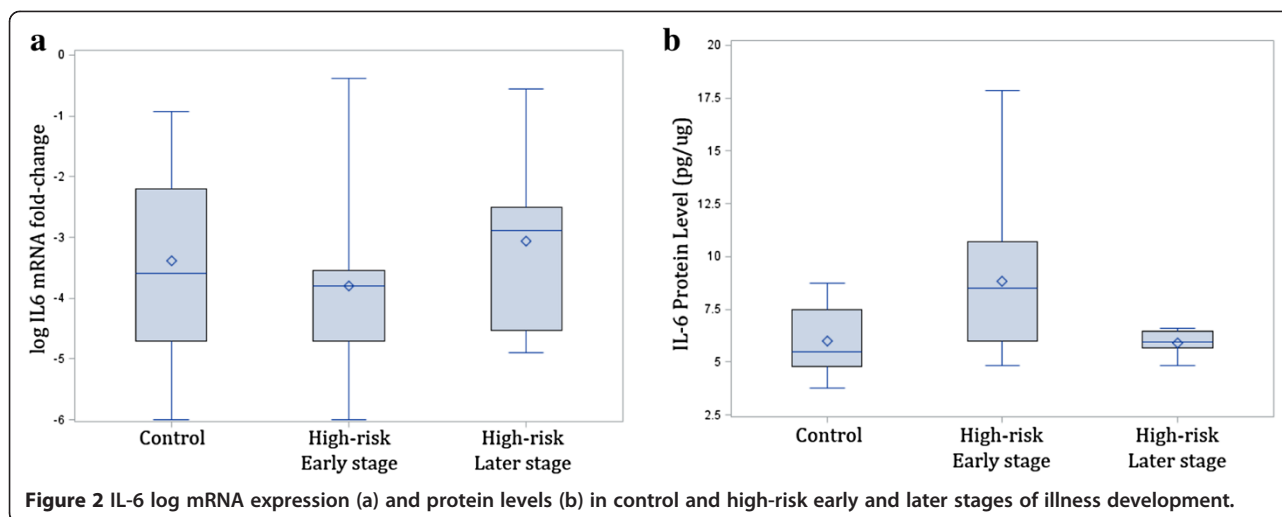 a
0
-1
-2
-3
-4
-5
-6
log IL6 mRNA fold-change
Control
High-risk
Early stage
High-risk
Later stage
b
20
17.5
15
12.5
10
7.5
5
2.5
IL-6 Protein Level (pg/ug)
Control
High-risk
Early stage
High-risk
Later stage
Figure 2 IL-6 log mRNA expression (a) and protein levels (b) in control and high-risk early and later stages of illness development.